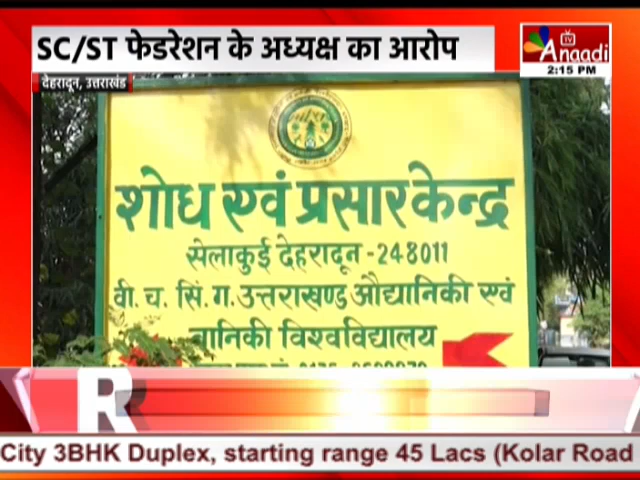 SC/ST फेडरेशन के अध्यक्ष का आरोप
TV
Anaadi
2:15 PM
देहरादून, उत्तराखंड
शोध एवं प्रसार केन्द्र
सेलाकुई देहरादून - 248011
वी. च. सिं. ग. उत्तराखण्ड औद्यानिकी एवं
वानिकी विश्वविद्यालय
R
City 3BHK Duplex, starting range 45 Lacs (Kolar Road